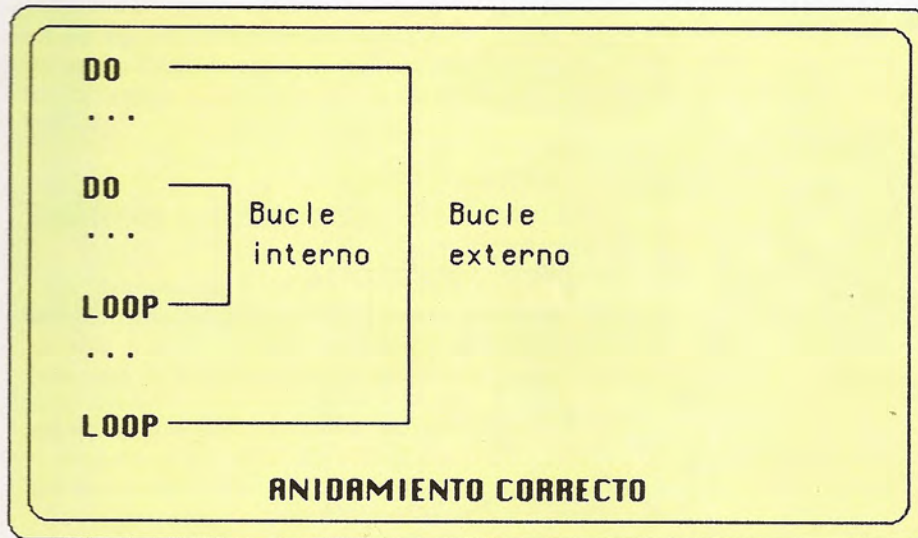 DO
...
DO
...
Bucle
interno
Bucle
externo
LOOP
...
LOOP
ANIDAMIENTO CORRECTO